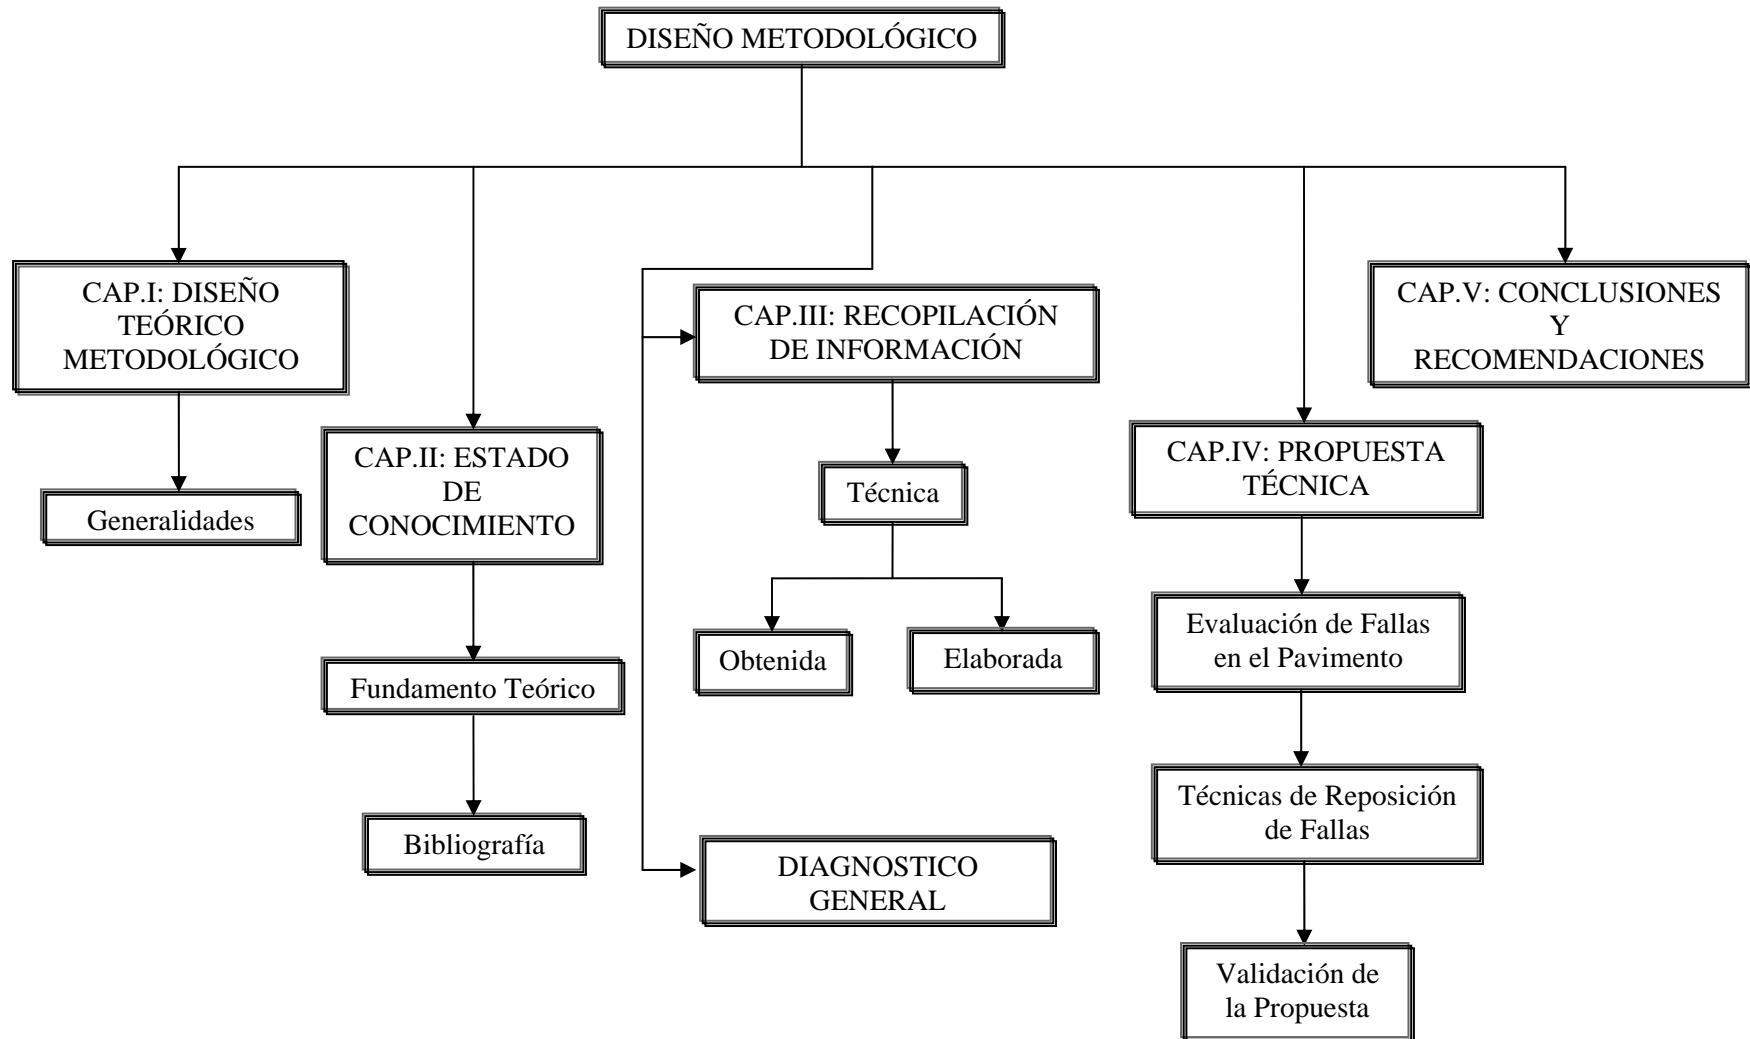 DISEÑO METODOLÓGICO
CAP.I: DISEÑO
TEÓRICO
METODOLÓGICO
Generalidades
CAP.II: ESTADO
DE
CONOCIMIENTO
Fundamento Teórico
Bibliografía
CAP.III: RECOPILACIÓN
DE INFORMACIÓN
Técnica
Obtenida
Elaborada
DIAGNOSTICO
GENERAL
CAP.IV: PROPUESTA
TÉCNICA
Evaluación de Fallas
en el Pavimento
Técnicas de Reposición
de Fallas
Validación de
la Propuesta
CAP.V: CONCLUSIONES
Y
RECOMENDACIONES